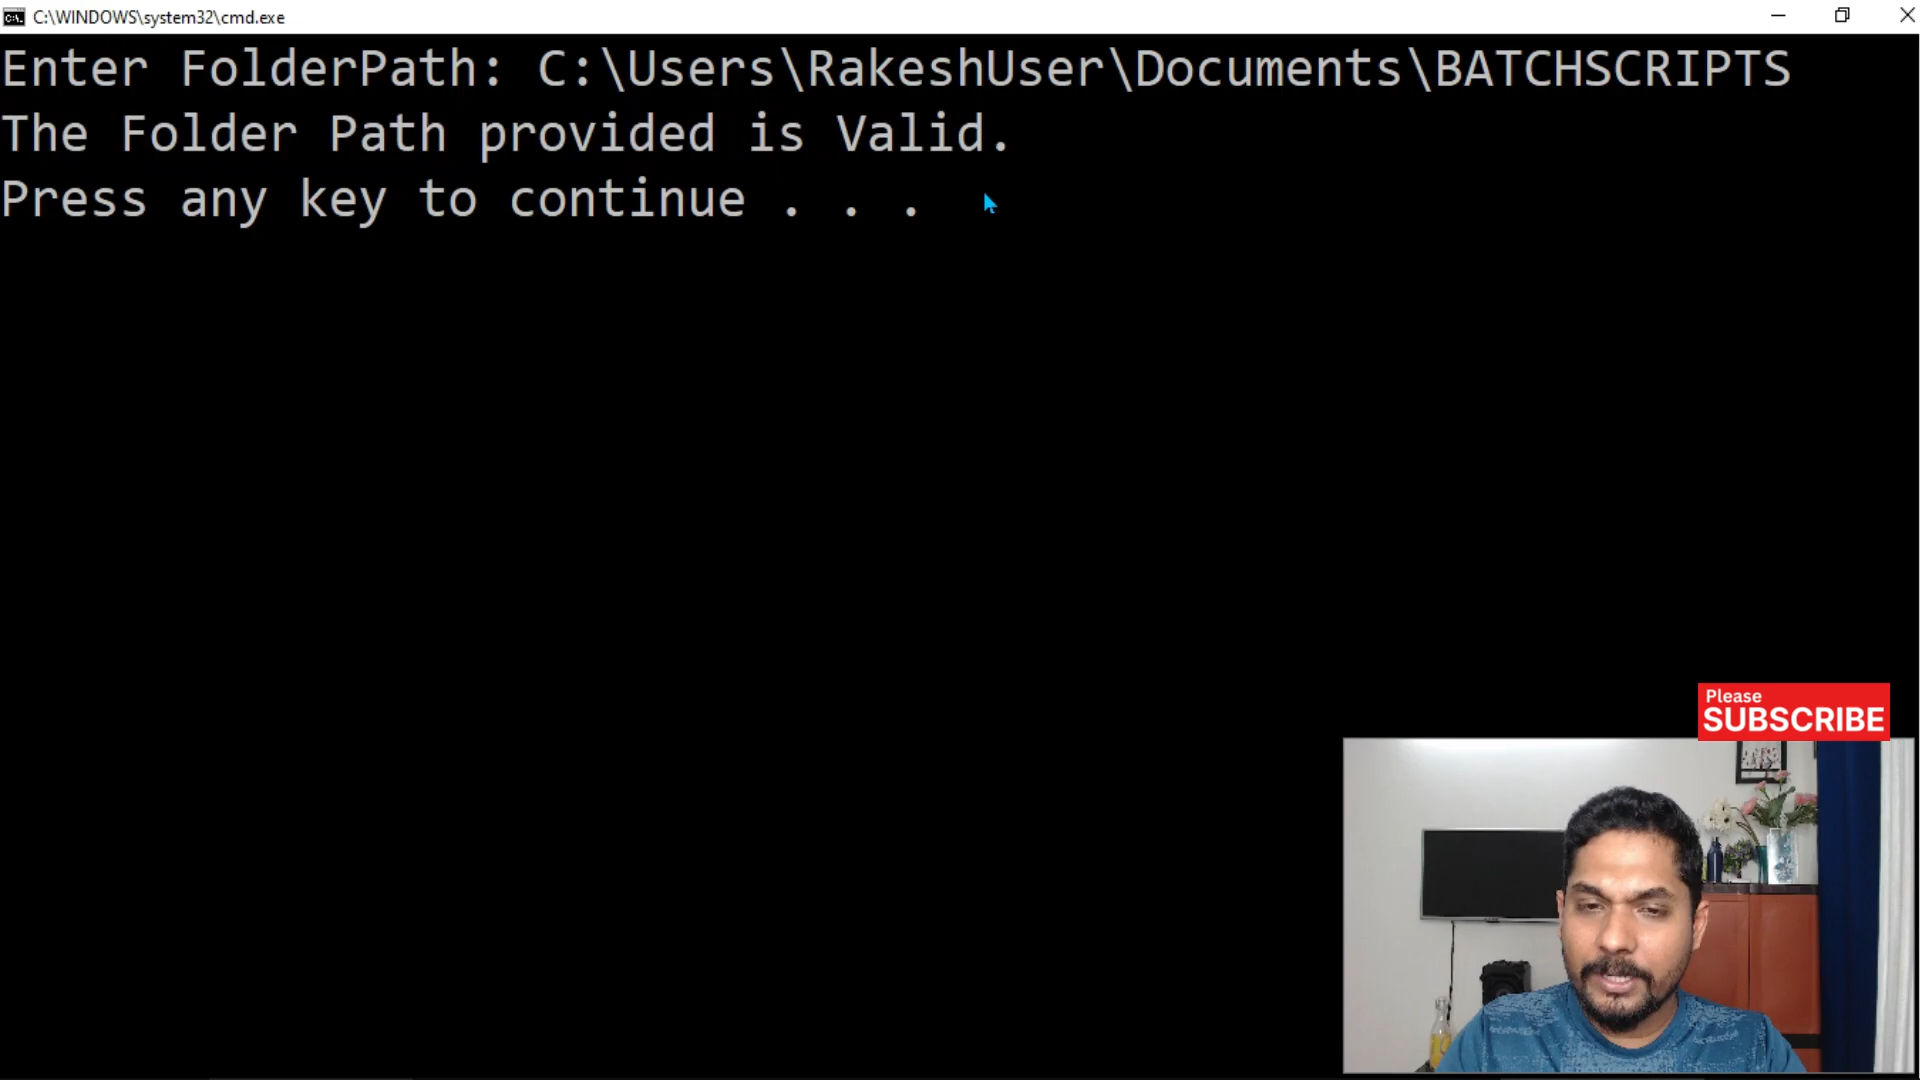 C:\WINDOWS\system32\cmd.exe
Enter FolderPath: C:\Users\RakeshUser\Documents\BATCHSCRIPTS
The Folder Path provided is Valid.
Press any key to continue . . .
Please
SUBSCRIBE